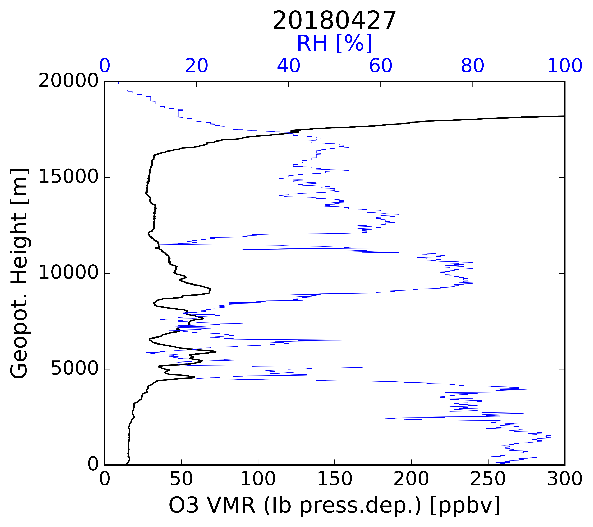 20180427
RH [%]
0 20 40 60 80 100
20000
15000
10000
5000
0
Geopot. Height [m]
0 50 100 150 200 250 300
O3 VMR (Ib press.dep.) [ppbv]